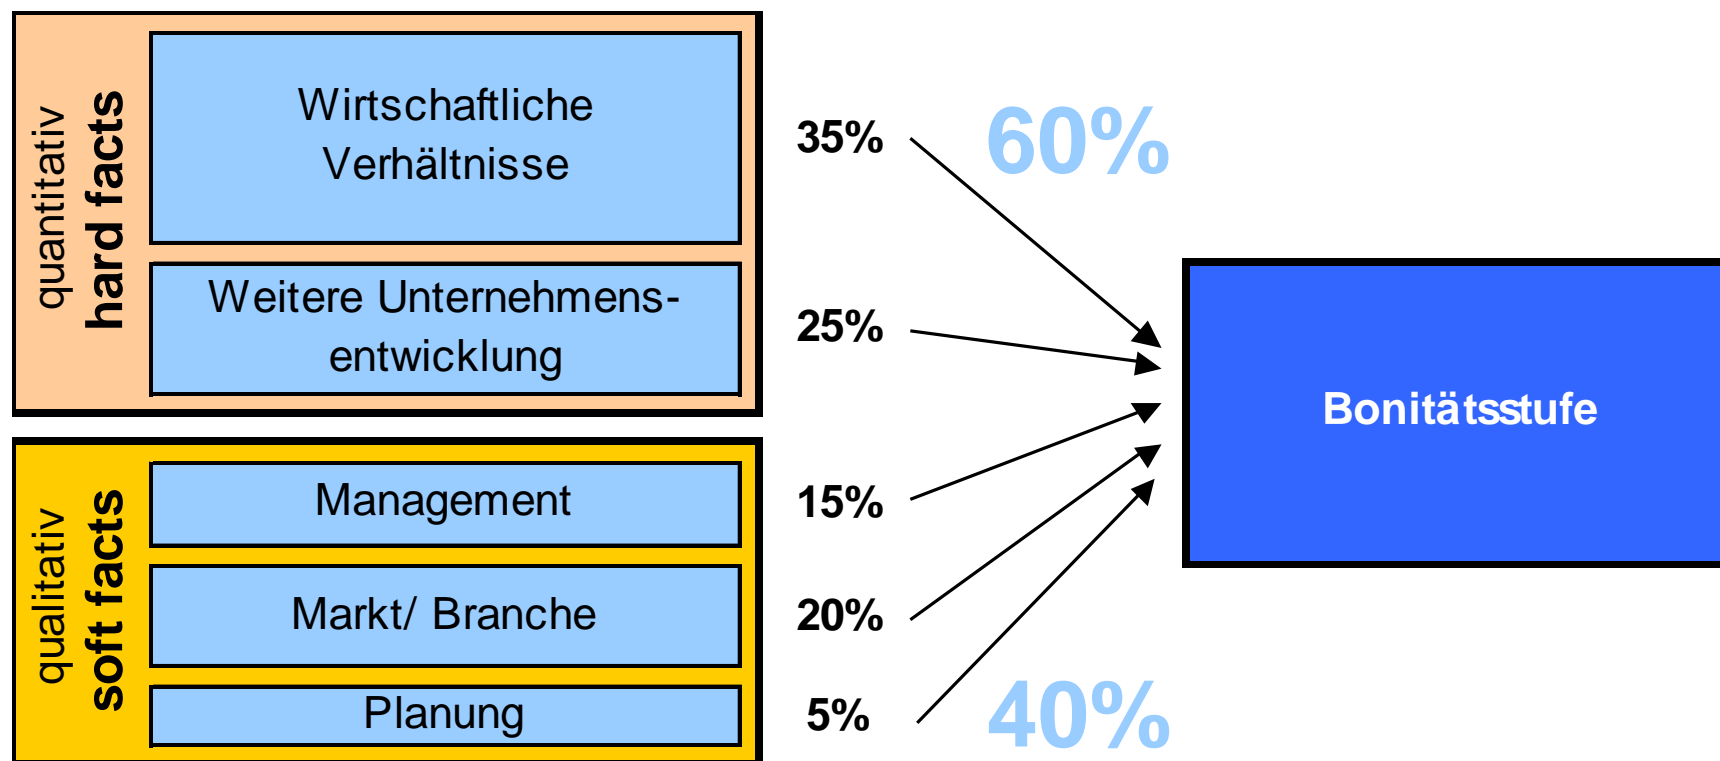 quantitativ
hard facts
Wirtschaftliche
Verhältnisse
35%
60%
Weitere Unternehmens-
entwicklung
25%
Bonitätsstufe
qualitativ
soft facts
Management
15%
Markt/ Branche
20%
Planung
5%
40%